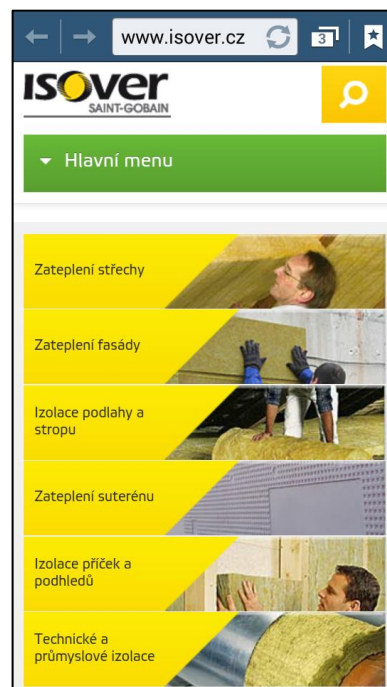 www.isover.cz
3
ISOVER
SAINT-GOBAIN
Hlavní menu
Zateplení střechy
Zateplení fasády
Izolace podlahy a
stropu
Zateplení suterénu
Izolace příček a
podhledů
Technické a
průmyslové izolace